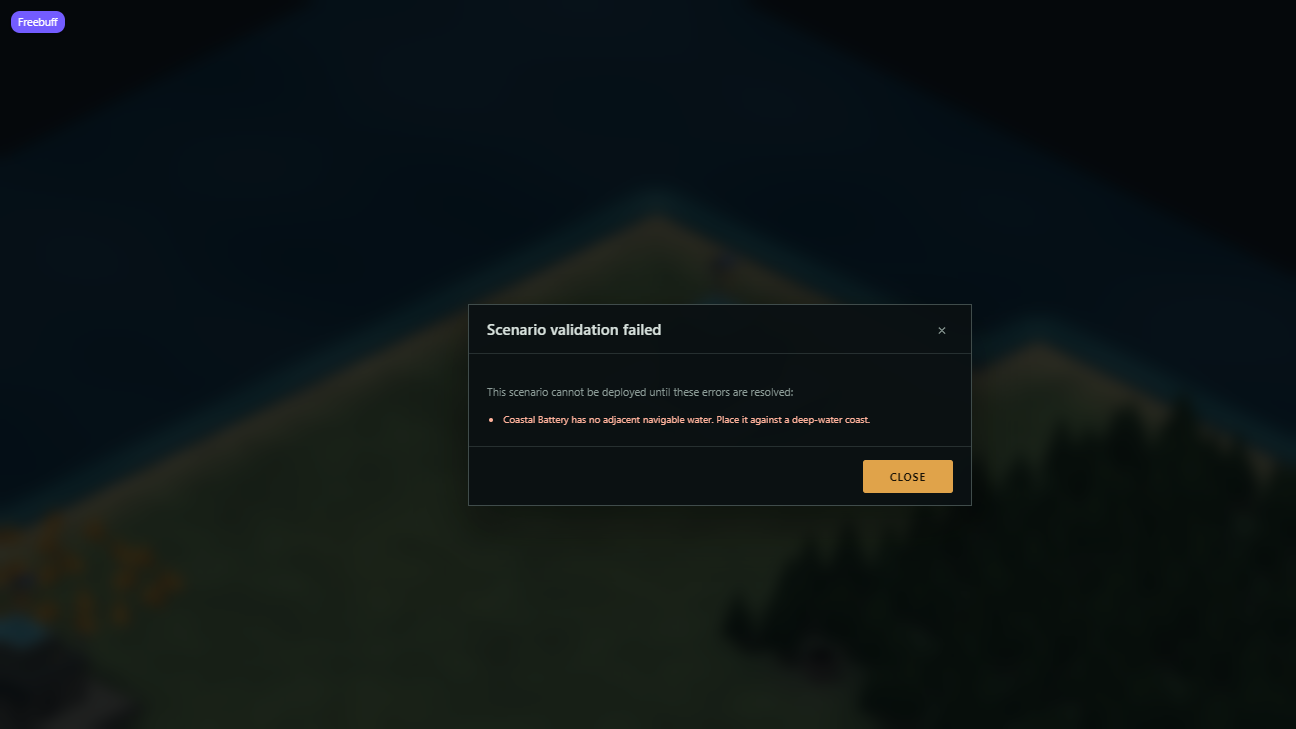 Freebuff
Scenario validation failed
×
This scenario cannot be deployed until these errors are resolved:
• Coastal Battery has no adjacent navigable water. Place it against a deep-water coast.
CLOSE